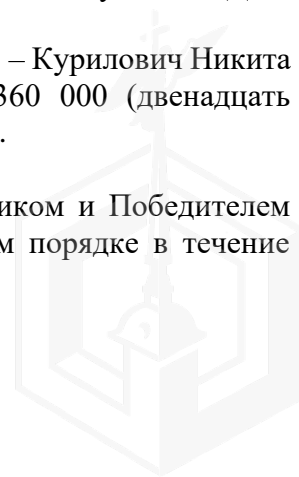 – Курилович Никита
360 000 (двенадцать
.
иком и Победителем
м порядке в течение